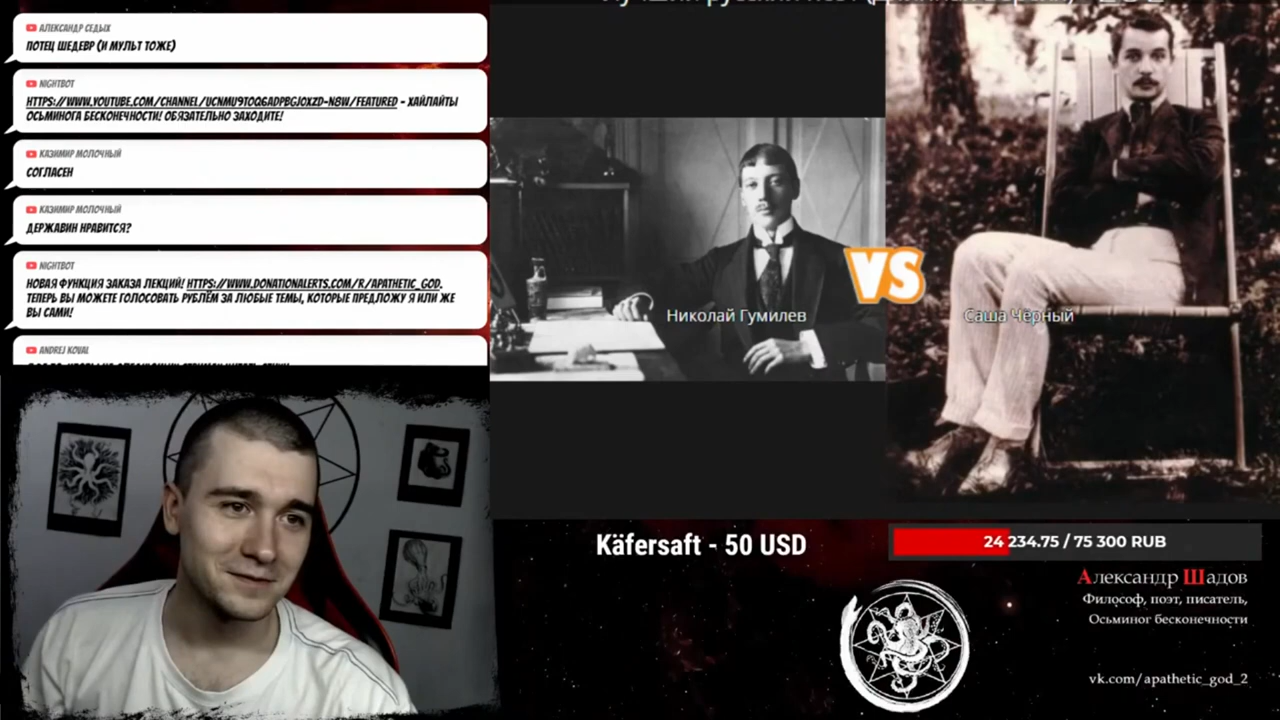 АЛЕКСАНДР СЕДЫХ
ПОТЕЦ ШЕДЕВР (И МУЛЬТ ТОЖЕ)
NIGHTBOT
HTTPS://WWW.YOUTUBE.COM/CHANNEL/UCNMU9TOQ6ADPBGJOXZD-N8W/FEATURED - ХАЙЛАЙТЫ
ОСЬМИНОГА БЕСКОНЕЧНОСТИ! ОБЯЗАТЕЛЬНО ЗАХОДИТЕ!
КАЗИМИР МОЛОЧНЫЙ
СОГЛАСЕН
КАЗИМИР МОЛОЧНЫЙ
ДЕРЖАВИН НРАВИТСЯ?
NIGHTBOT
НОВАЯ ФУНКЦИЯ ЗАКАЗА ЛЕКЦИЙ! HTTPS://WWW.DONATIONALERTS.COM/R/APATHETIC_GOD.
ТЕПЕРЬ ВЫ МОЖЕТЕ ГОЛОСОВАТЬ РУБЛЁМ ЗА ЛЮБЫЕ ТЕМЫ, КОТОРЫЕ ПРЕДЛОЖУ Я ИЛИ ЖЕ
ВЫ САМИ!
ANDREJ KOVAL
Николай Гумилев
VS
Саша Чёрный
Käfersaft - 50 USD
24 234.75 / 75 300 RUB
Александр Шадов
Философ, поэт, писатель,
Осьминог бесконечности
vk.com/apathetic_god_2